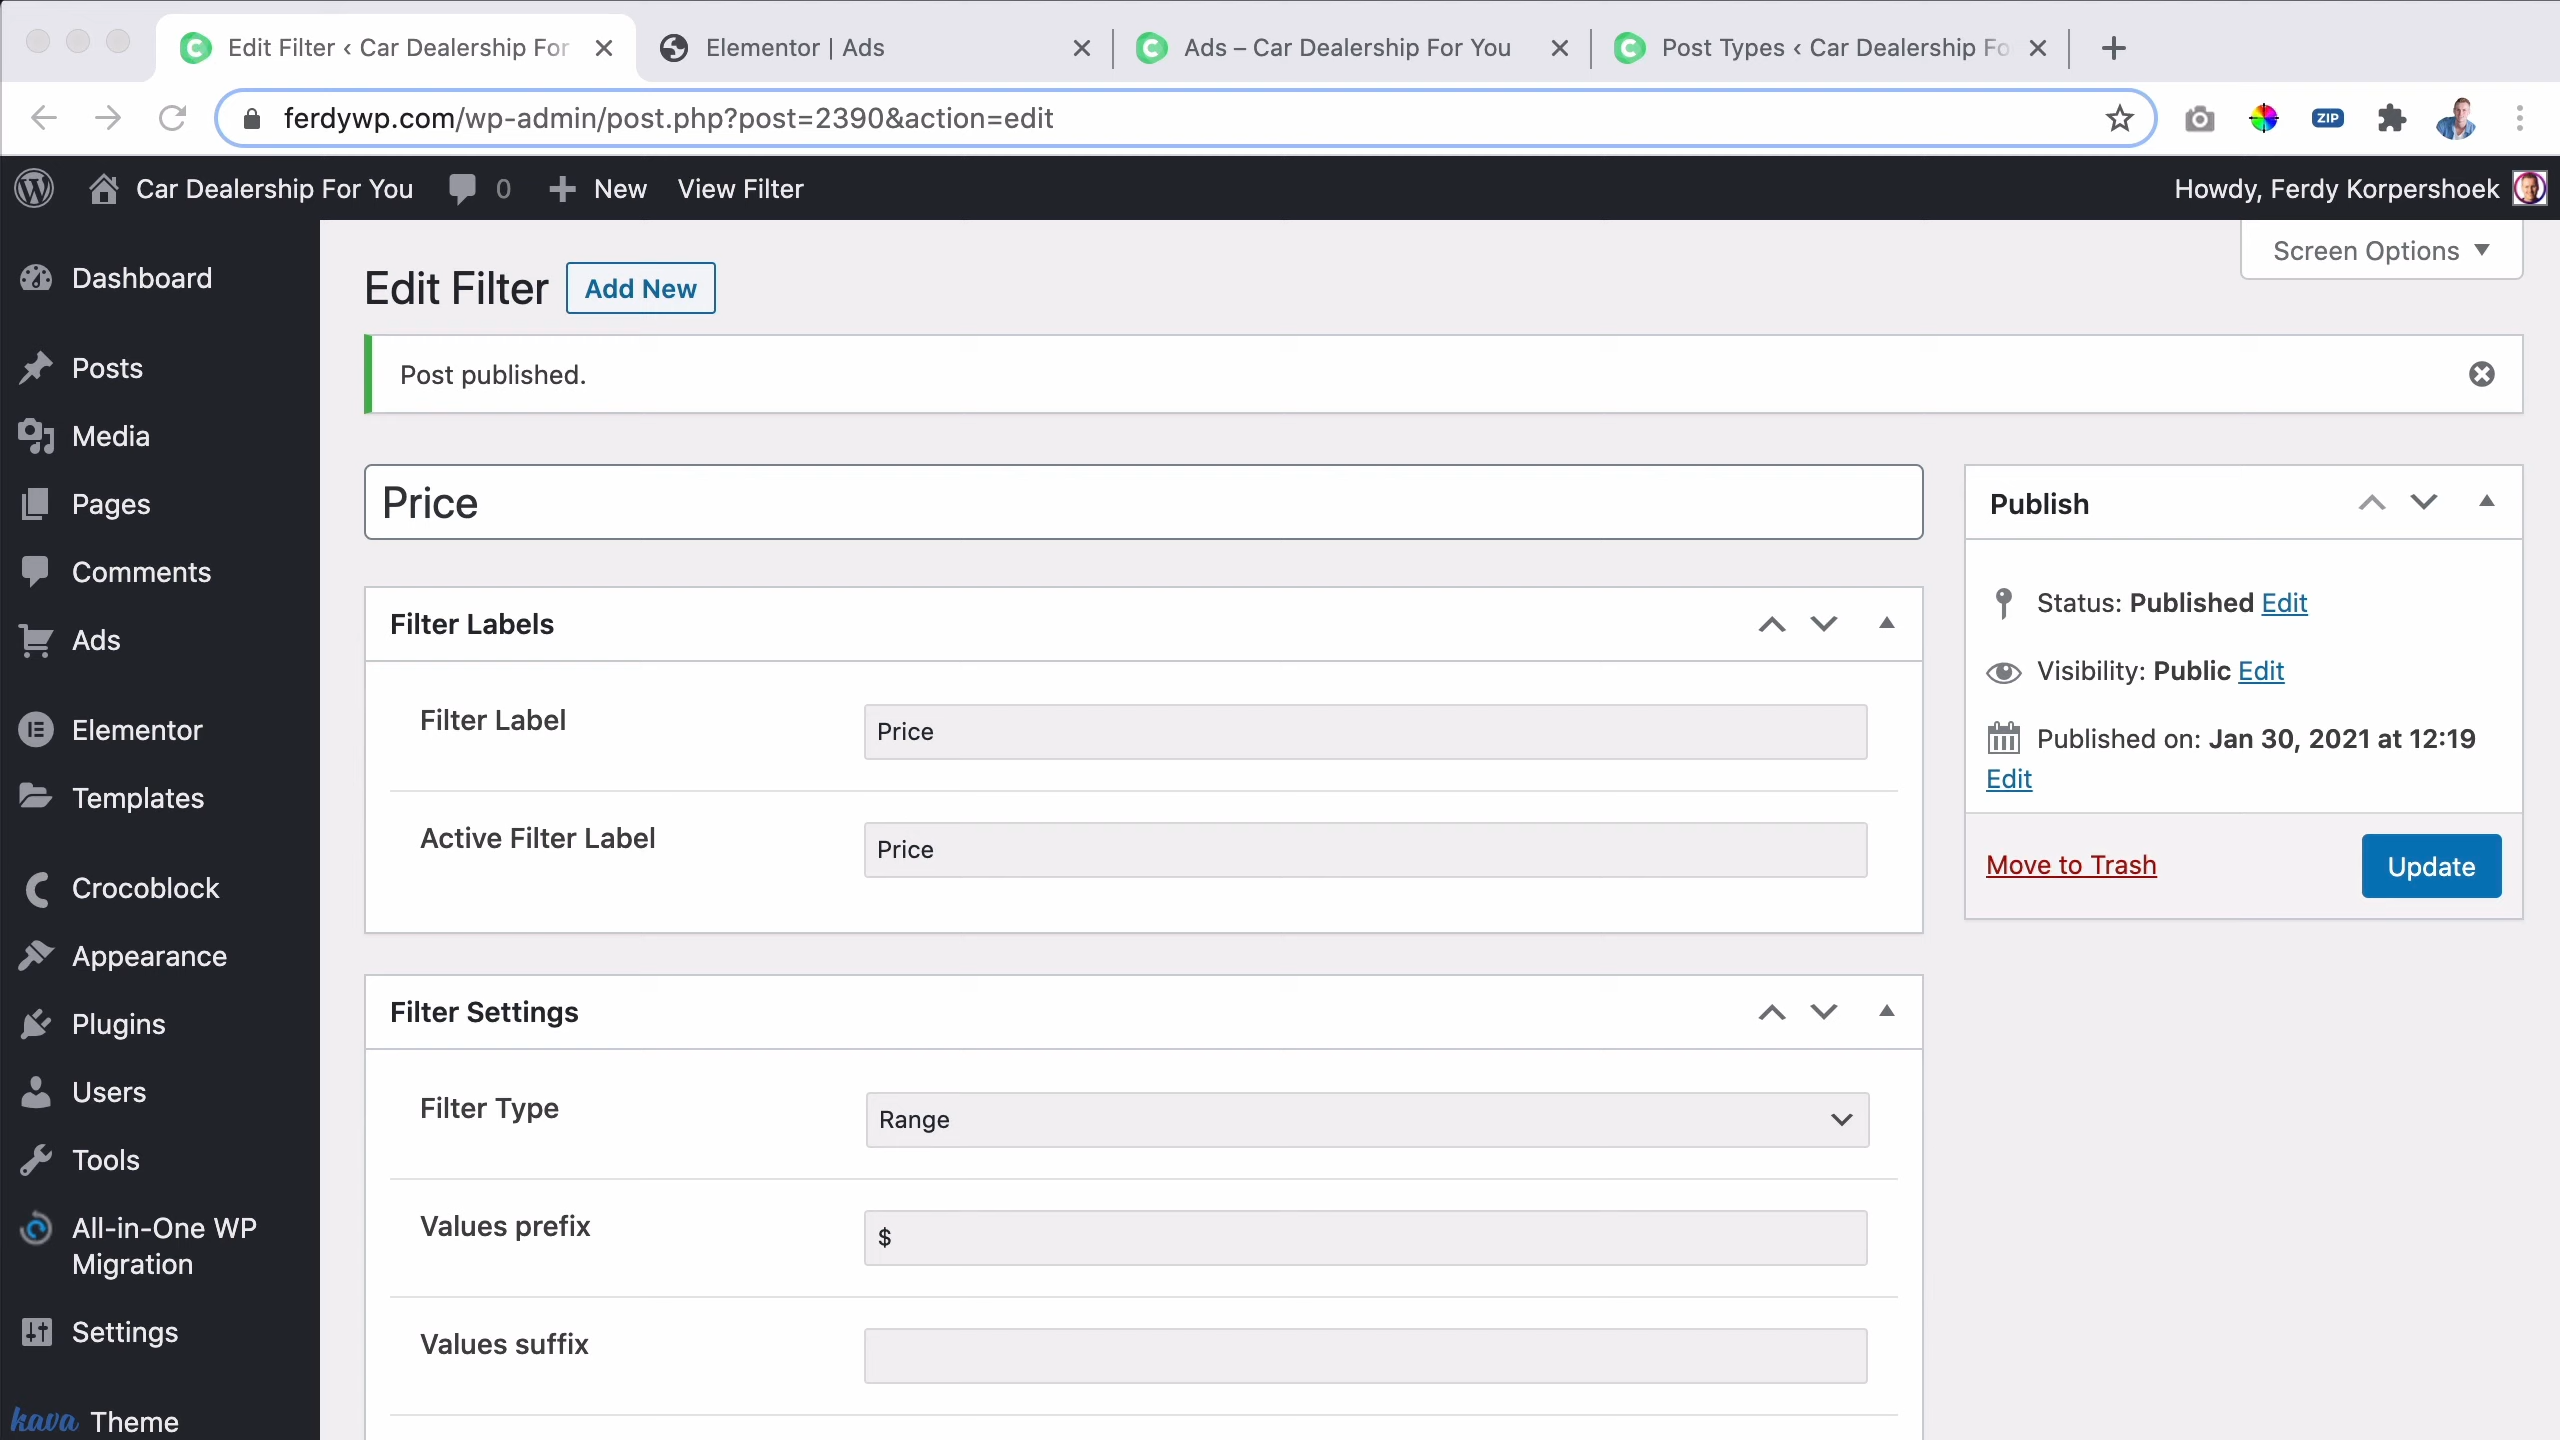 Edit Filter ‹ Car Dealership For
Elementor | Ads
Ads – Car Dealership For You
Post Types ‹ Car Dealership Fo
ferdywp.com/wp-admin/post.php?post=2390&action=edit
ZIP
Car Dealership For You
0
New
View Filter
Howdy, Ferdy Korpershoek
Screen Options
Dashboard
Posts
Media
Pages
Comments
Ads
Elementor
Templates
Crocoblock
Appearance
Plugins
Users
Tools
All-in-One WP
Migration
Settings
kava Theme
Edit Filter
Add New
Post published.
Price
Filter Labels
Filter Label
Price
Active Filter Label
Price
Filter Settings
Filter Type
Range
Values prefix
$
Values suffix
Publish
Status: Published Edit
Visibility: Public Edit
Published on: Jan 30, 2021 at 12:19
Edit
Move to Trash
Update